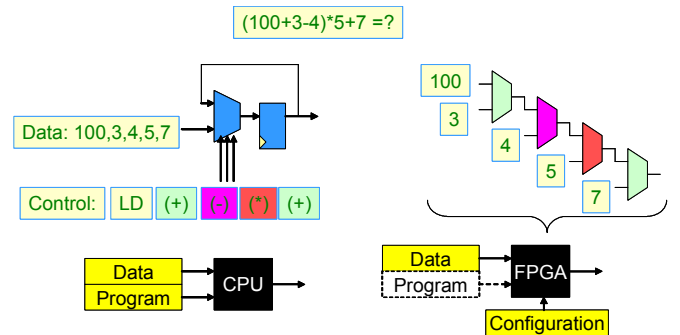 (100+3-4)*5+7 =?
Data: 100,3,4,5,7
Control: LD (+) (-) (*) (+)
Data
Program
CPU
100
3
4
5
7
Data
Program
FPGA
Configuration